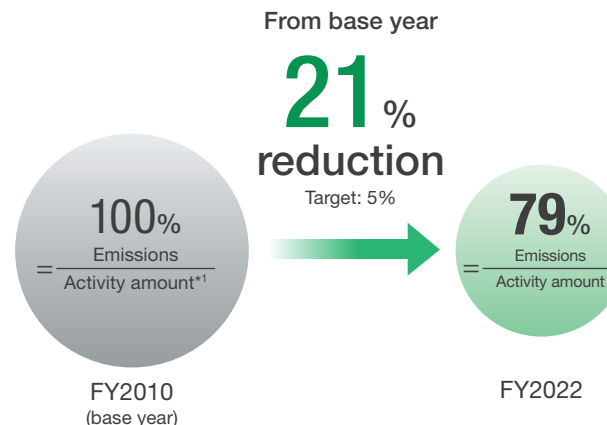 From base year
21%
reduction
Target: 5%
100%
= Emissions
Activity amount*1
FY2010
(base year)
79%
= Emissions
Activity amount
FY2022